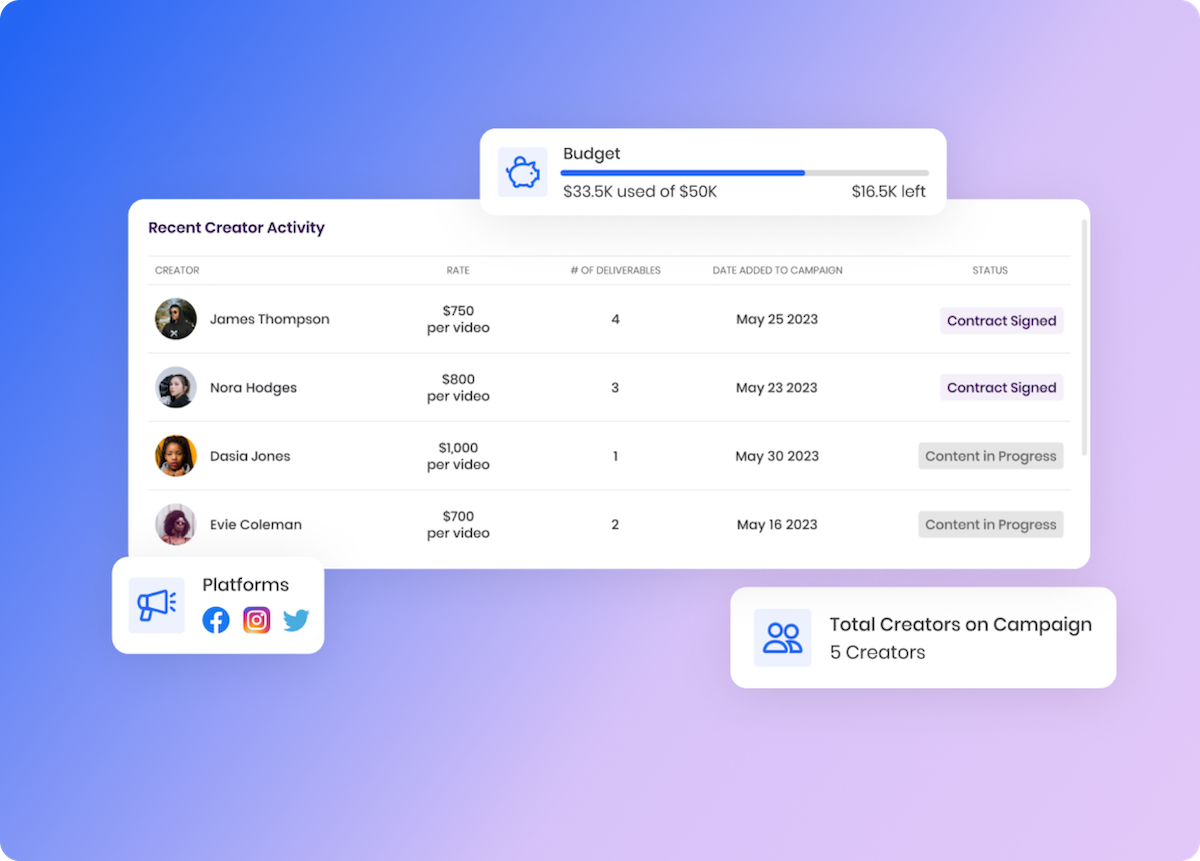 Budget
$33.5K used of $50K $16.5K left
Recent Creator Activity
CREATOR RATE # OF DELIVERABLES DATE ADDED TO CAMPAIGN STATUS
James Thompson $750 per video 4 May 25 2023 Contract Signed
Nora Hodges $800 per video 3 May 23 2023 Contract Signed
Dasia Jones $1,000 per video 1 May 30 2023 Content in Progress
Evie Coleman $700 per video 2 May 16 2023 Content in Progress
Platforms
Total Creators on Campaign
5 Creators